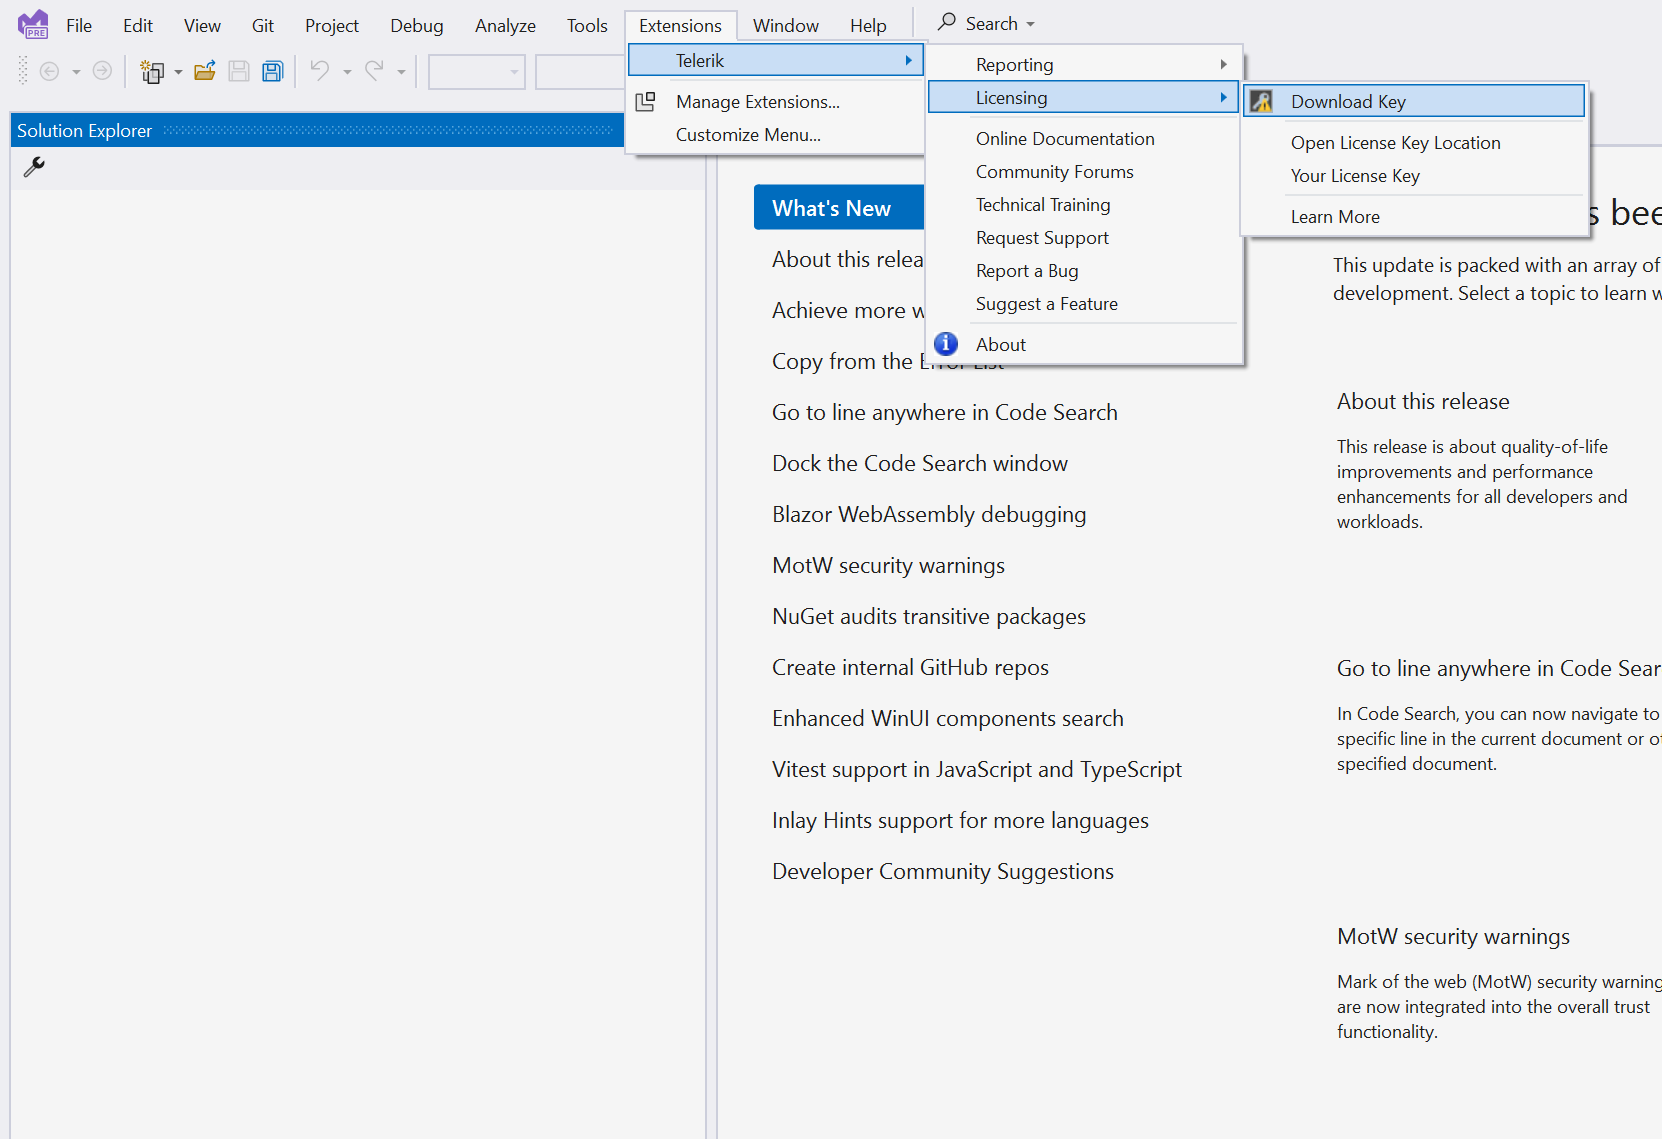 PRE
File Edit View Git Project Debug Analyze Tools Extensions Window Help Search
Telerik
Manage Extensions...
Customize Menu...
Reporting
Licensing
Online Documentation
Community Forums
Technical Training
Request Support
Report a Bug
Suggest a Feature
About
Download Key
Open License Key Location
Your License Key
Learn More
Solution Explorer
What's New
About this relea
Achieve more w
Copy from the Error List
Go to line anywhere in Code Search
Dock the Code Search window
Blazor WebAssembly debugging
MotW security warnings
NuGet audits transitive packages
Create internal GitHub repos
Enhanced WinUI components search
Vitest support in JavaScript and TypeScript
Inlay Hints support for more languages
Developer Community Suggestions
s bee
This update is packed with an array of
development. Select a topic to learn w
About this release
This release is about quality-of-life
improvements and performance
enhancements for all developers and
workloads.
Go to line anywhere in Code Sear
In Code Search, you can now navigate to
specific line in the current document or o
specified document.
MotW security warnings
Mark of the web (MotW) security warning
are now integrated into the overall trust
functionality.